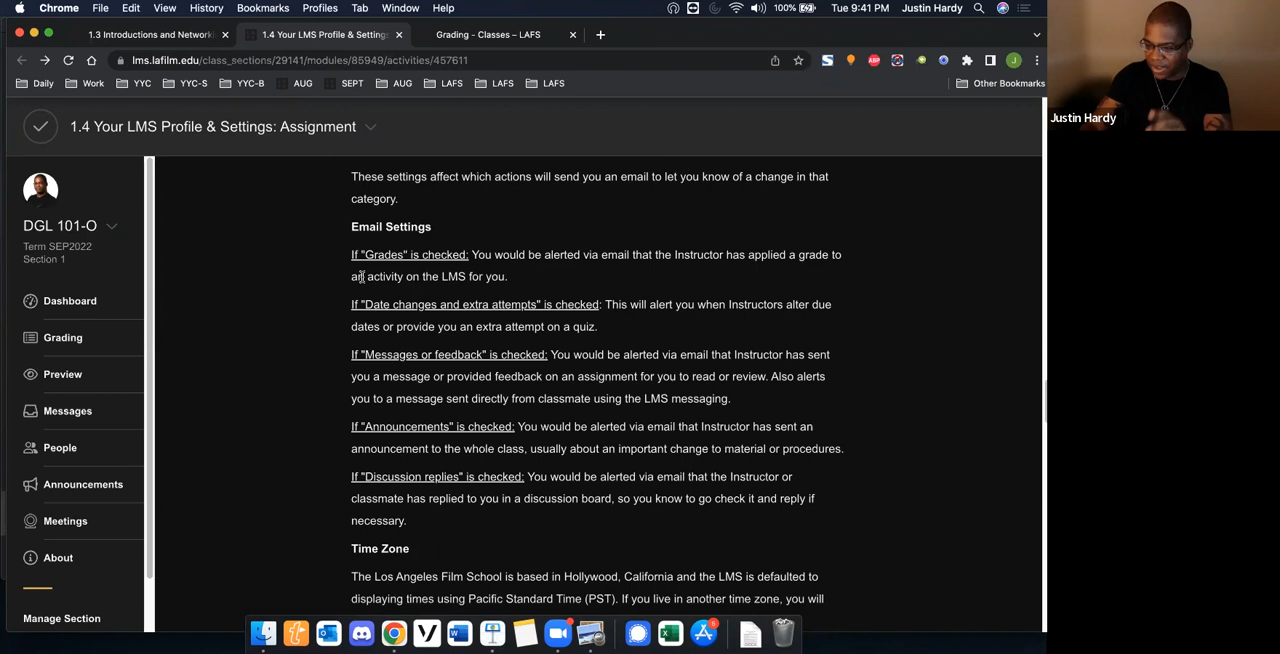 Chrome File Edit View History Bookmarks Profiles Tab Window Help 100% Tue 9:41 PM Justin Hardy
1.3 Introductions and Network 1.4 Your LMS Profile & Settings Grading - Classes – LAFS
lms.lafilm.edu/class_sections/29141/modules/85949/activities/457611
Daily Work YYC YYC-S YYC-B AUG SEPT AUG LAFS LAFS LAFS Other Bookmarks
Justin Hardy
1.4 Your LMS Profile & Settings: Assignment
DGL 101-O
Term SEP2022
Section 1
Dashboard
Grading
Preview
Messages
People
Announcements
Meetings
About
Manage Section
These settings affect which actions will send you an email to let you know of a change in that
category.
Email Settings
If "Grades" is checked: You would be alerted via email that the Instructor has applied a grade to
an activity on the LMS for you.
If "Date changes and extra attempts" is checked: This will alert you when Instructors alter due
dates or provide you an extra attempt on a quiz.
If "Messages or feedback" is checked: You would be alerted via email that Instructor has sent
you a message or provided feedback on an assignment for you to read or review. Also alerts
you to a message sent directly from classmate using the LMS messaging.
If "Announcements" is checked: You would be alerted via email that Instructor has sent an
announcement to the whole class, usually about an important change to material or procedures.
If "Discussion replies" is checked: You would be alerted via email that the Instructor or
classmate has replied to you in a discussion board, so you know to go check it and reply if
necessary.
Time Zone
The Los Angeles Film School is based in Hollywood, California and the LMS is defaulted to
displaying times using Pacific Standard Time (PST). If you live in another time zone, you will